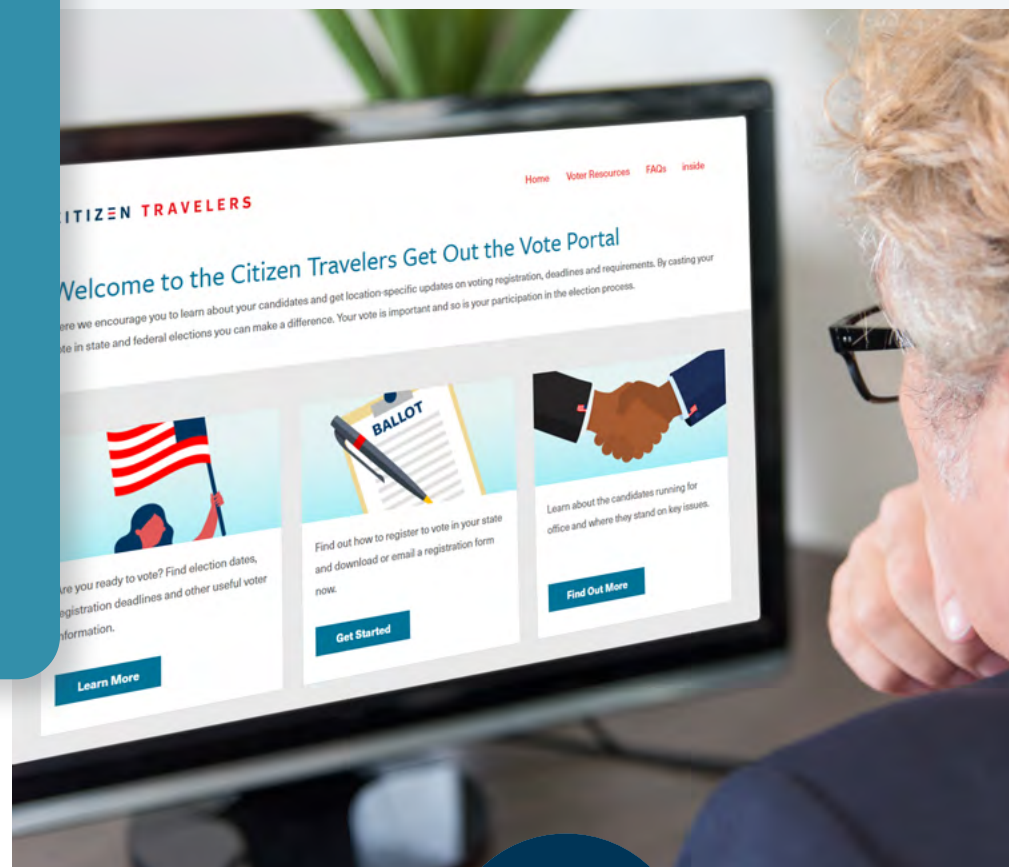 ITIZEN TRAVELERS
Home Voter Resources FAQs inside
Welcome to the Citizen Travelers Get Out the Vote Portal
ere we encourage you to learn about your candidates and get location-specific updates on voting registration, deadlines and requirements. By casting your
te in state and federal elections you can make a difference. Your vote is important and so is your participation in the election process.
BALLOT
re you ready to vote? Find election dates,
egistration deadlines and other useful voter
nformation.
Learn More
Find out how to register to vote in your state
and download or email a registration form
now.
Get Started
Learn about the candidates running for
office and where they stand on key issues.
Find Out More